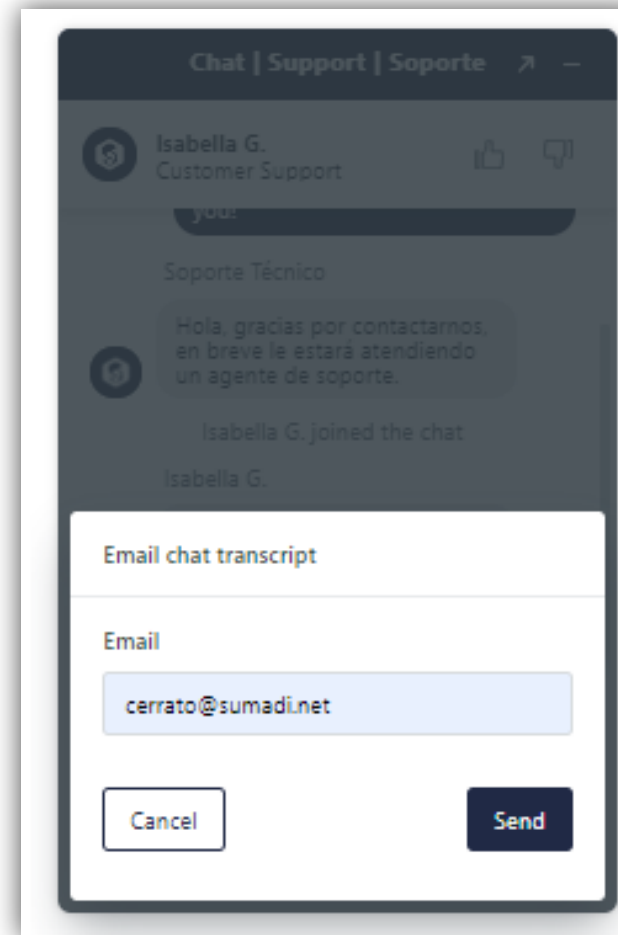 Chat | Support | Soporte
Isabella G.
Customer Support
you!
Soporte Técnico
Hola, gracias por contactarnos,
en breve le estará atendiendo
un agente de soporte.
Isabella G. joined the chat
Isabella G.
Email chat transcript
Email
cerrato@sumadi.net
Cancel
Send